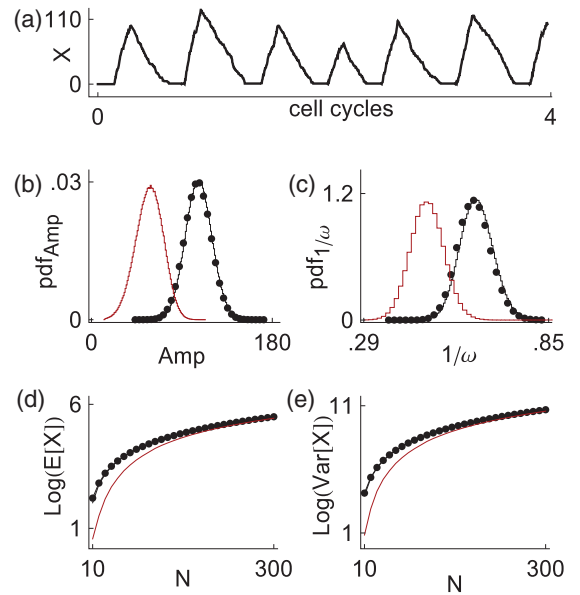 (a)
110
X
0
0
cell cycles
4
(b)
.03
pdf_Amp
0
0
Amp
180
(c)
1.2
pdf_1/ω
0
.29
1/ω
.85
(d)
6
Log(E[X])
1
10
N
300
(e)
11
Log(Var[X])
1
10
N
300